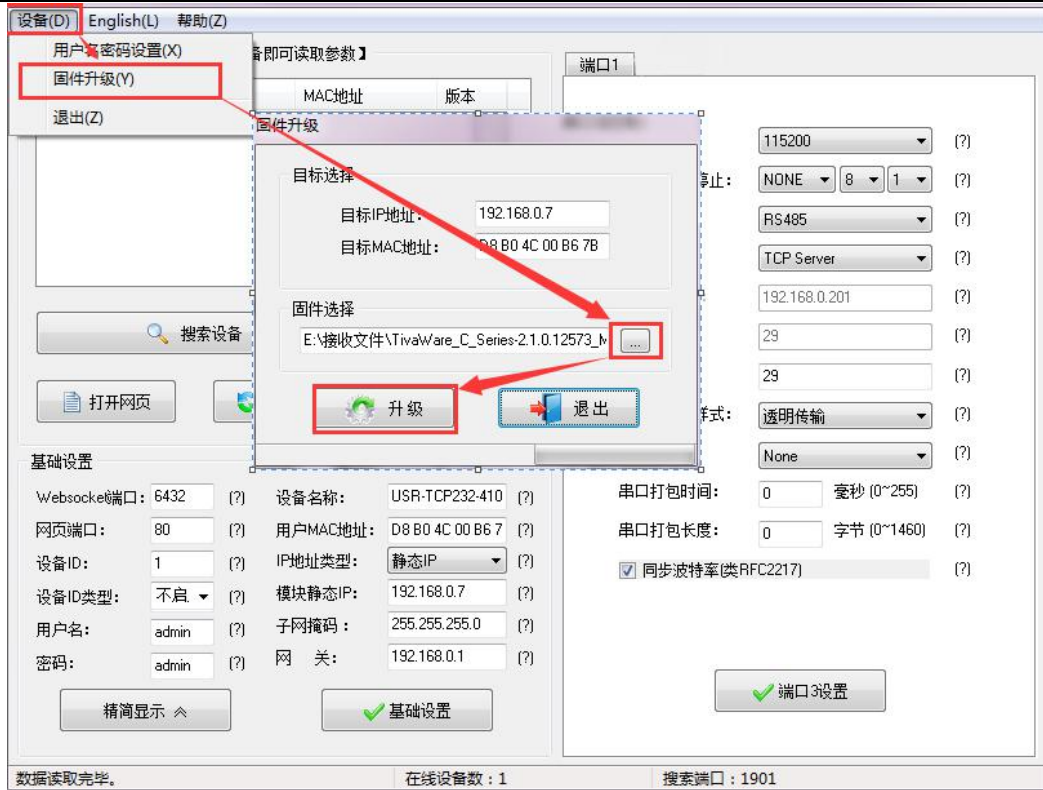 设备(D) English(L) 帮助(Z)
用户名密码设置(X)
备即可读取参数】
固件升级(Y)
端口1
MAC地址 版本
退出(Z)
固件升级
115200 (?)
目标选择
停止: NONE 8 1 (?)
目标IP地址: 192.168.0.7
RS485 (?)
目标MAC地址: D8 B0 4C 00 B6 7B
TCP Server (?)
192.168.0.201 (?)
固件选择
搜索设备
E:\接收文件\TivaWare_C_Series-2.1.0.12573_ ...
29 (?)
29 (?)
打开网页
升级 退出
样式: 透明传输 (?)
基础设置
None (?)
Websocket端口: 6432 (?) 设备名称: USR-TCP232-410 (?) 串口打包时间: 0 毫秒 (0~255) (?)
网页端口: 80 (?) 用户MAC地址: D8 B0 4C 00 B6 7 (?) 串口打包长度: 0 字节 (0~1460) (?)
设备ID: 1 (?) IP地址类型: 静态IP (?) 同步波特率(类RFC2217) (?)
设备ID类型: 不启 (?) 模块静态IP: 192.168.0.7 (?)
用户名: admin (?) 子网掩码: 255.255.255.0 (?)
密码: admin (?) 网 关: 192.168.0.1 (?)
精简显示 基础设置 端口3设置
数据读取完毕。 在线设备数:1 搜索端口:1901